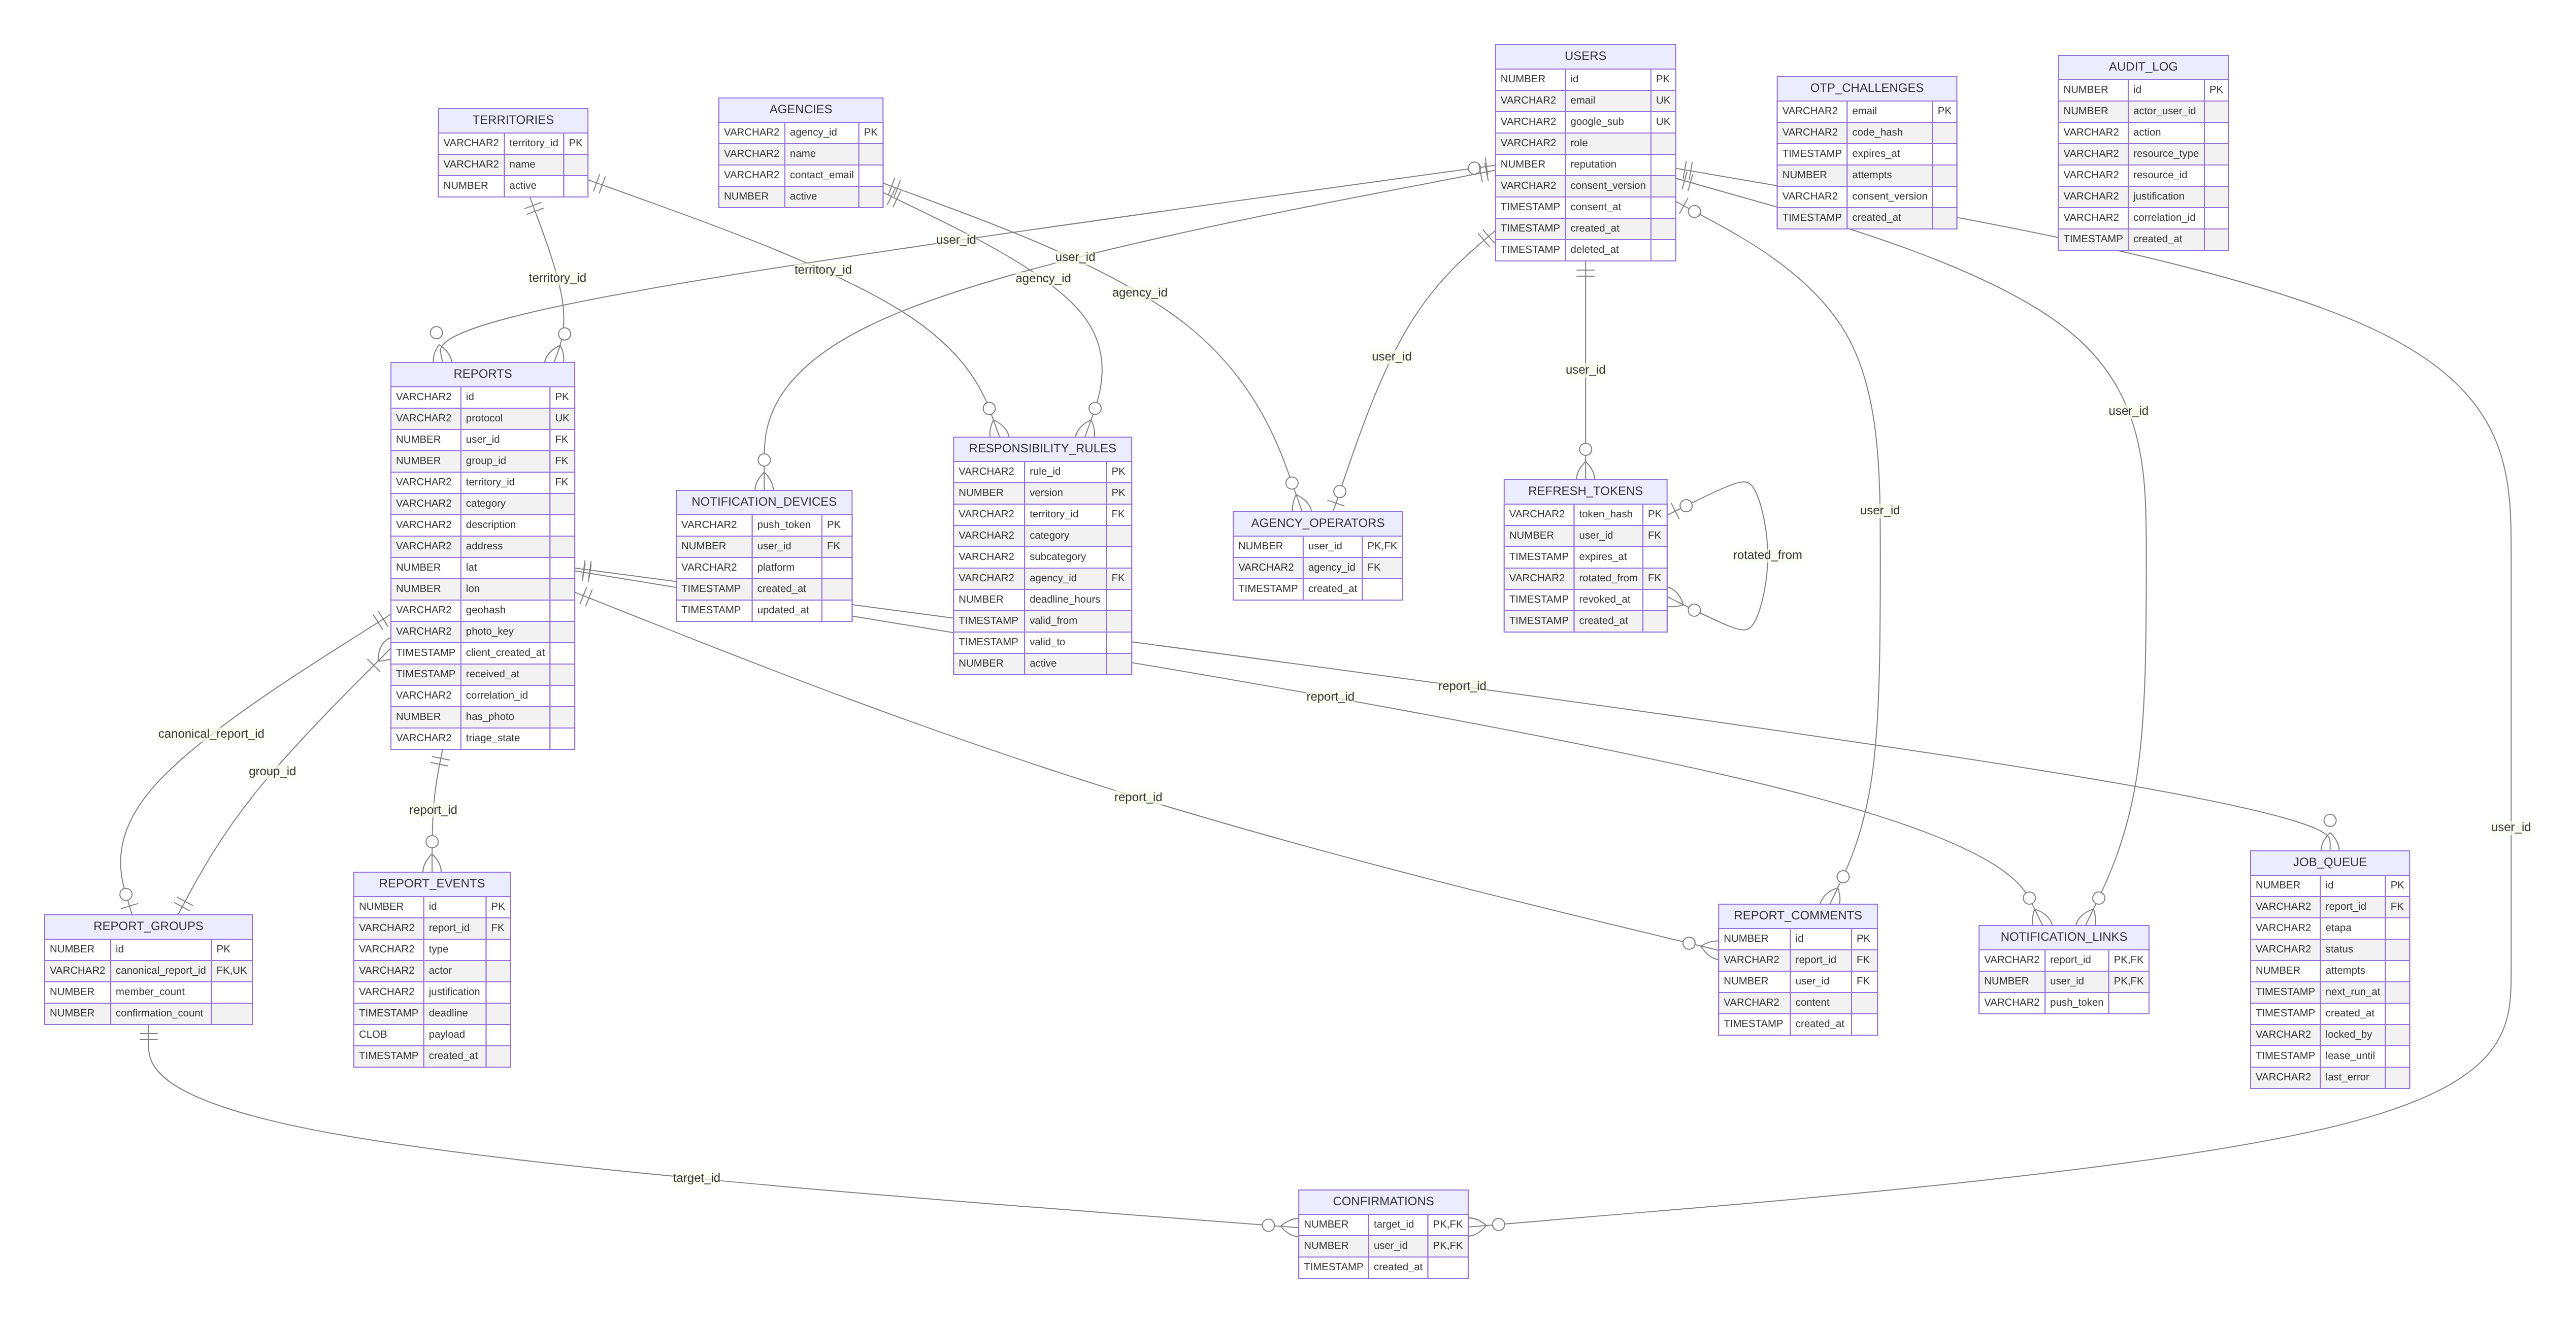 USERS
NUMBER id PK
VARCHAR2 email UK
VARCHAR2 google_sub UK
VARCHAR2 role
NUMBER reputation
VARCHAR2 consent_version
TIMESTAMP consent_at
TIMESTAMP created_at
TIMESTAMP deleted_at
AUDIT_LOG
NUMBER id PK
NUMBER actor_user_id
VARCHAR2 action
VARCHAR2 resource_type
VARCHAR2 resource_id
VARCHAR2 justification
VARCHAR2 correlation_id
TIMESTAMP created_at
OTP_CHALLENGES
VARCHAR2 email PK
VARCHAR2 code_hash
TIMESTAMP expires_at
NUMBER attempts
VARCHAR2 consent_version
TIMESTAMP created_at
AGENCIES
VARCHAR2 agency_id PK
VARCHAR2 name
VARCHAR2 contact_email
NUMBER active
TERRITORIES
VARCHAR2 territory_id PK
VARCHAR2 name
NUMBER active
user_id
user_id
territory_id
territory_id
agency_id
agency_id
user_id
user_id
user_id
user_id
REPORTS
VARCHAR2 id PK
VARCHAR2 protocol UK
NUMBER user_id FK
NUMBER group_id FK
VARCHAR2 territory_id FK
VARCHAR2 category
VARCHAR2 description
VARCHAR2 address
NUMBER lat
NUMBER lon
VARCHAR2 geohash
VARCHAR2 photo_key
TIMESTAMP client_created_at
TIMESTAMP received_at
VARCHAR2 correlation_id
NUMBER has_photo
VARCHAR2 triage_state
NOTIFICATION_DEVICES
VARCHAR2 push_token PK
NUMBER user_id FK
VARCHAR2 platform
TIMESTAMP created_at
TIMESTAMP updated_at
RESPONSIBILITY_RULES
VARCHAR2 rule_id PK
NUMBER version PK
VARCHAR2 territory_id FK
VARCHAR2 category
VARCHAR2 subcategory
VARCHAR2 agency_id FK
NUMBER deadline_hours
TIMESTAMP valid_from
TIMESTAMP valid_to
NUMBER active
AGENCY_OPERATORS
NUMBER user_id PK,FK
VARCHAR2 agency_id FK
TIMESTAMP created_at
REFRESH_TOKENS
VARCHAR2 token_hash PK
NUMBER user_id FK
TIMESTAMP expires_at
VARCHAR2 rotated_from FK
TIMESTAMP revoked_at
TIMESTAMP created_at
rotated_from
report_id
report_id
canonical_report_id
group_id
report_id
report_id
user_id
REPORT_GROUPS
NUMBER id PK
VARCHAR2 canonical_report_id FK,UK
NUMBER member_count
NUMBER confirmation_count
REPORT_EVENTS
NUMBER id PK
VARCHAR2 report_id FK
VARCHAR2 type
VARCHAR2 actor
VARCHAR2 justification
TIMESTAMP deadline
CLOB payload
TIMESTAMP created_at
REPORT_COMMENTS
NUMBER id PK
VARCHAR2 report_id FK
NUMBER user_id FK
VARCHAR2 content
TIMESTAMP created_at
NOTIFICATION_LINKS
VARCHAR2 report_id PK,FK
NUMBER user_id PK,FK
VARCHAR2 push_token
JOB_QUEUE
NUMBER id PK
VARCHAR2 report_id FK
VARCHAR2 etapa
VARCHAR2 status
NUMBER attempts
TIMESTAMP next_run_at
TIMESTAMP created_at
VARCHAR2 locked_by
TIMESTAMP lease_until
VARCHAR2 last_error
target_id
CONFIRMATIONS
NUMBER target_id PK,FK
NUMBER user_id PK,FK
TIMESTAMP created_at